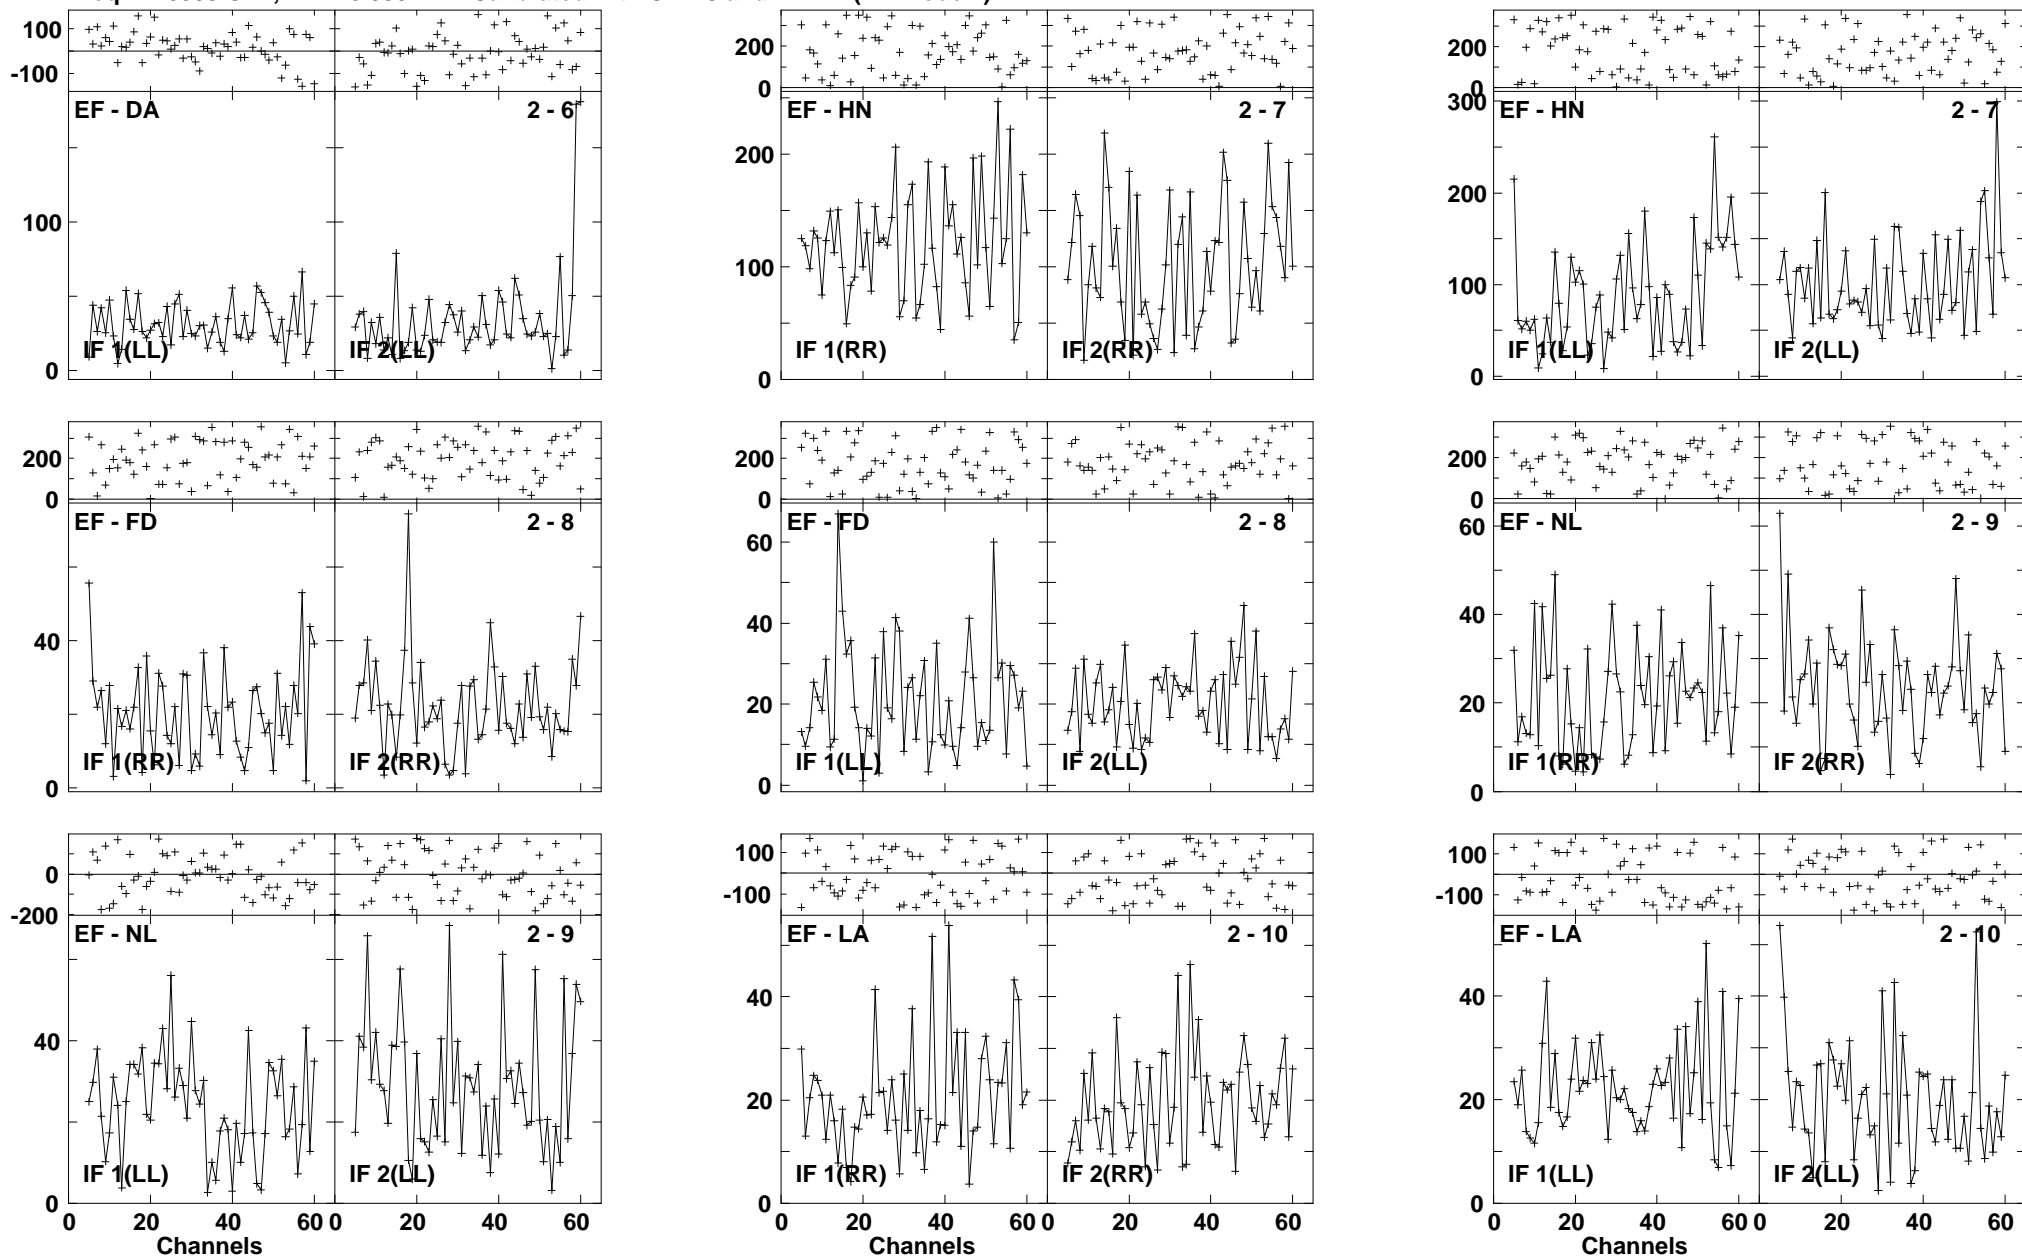 100
-100
EF - DA 2 - 6
100
0
IF 1(LL) IF 2(LL)
200
0
EF - HN 2 - 7
200
100
0
IF 1(RR) IF 2(RR)
200
0
300
EF - HN 2 - 7
200
100
0
IF 1(LL) IF 2(LL)
200
0
EF - FD 2 - 8
40
0
IF 1(RR) IF 2(RR)
200
0
EF - FD 2 - 8
60
40
20
0
IF 1(LL) IF 2(LL)
200
0
EF - NL 2 - 9
60
40
20
0
IF 1(RR) IF 2(RR)
0
-200
EF - NL 2 - 9
40
0
IF 1(LL) IF 2(LL)
0 20 40 60 0 20 40 60
Channels
100
-100
EF - LA 2 - 10
40
20
0
IF 1(RR) IF 2(RR)
0 20 40 60 0 20 40 60
Channels
100
-100
EF - LA 2 - 10
40
20
0
IF 1(LL) IF 2(LL)
0 20 40 60 0 20 40 60
Channels